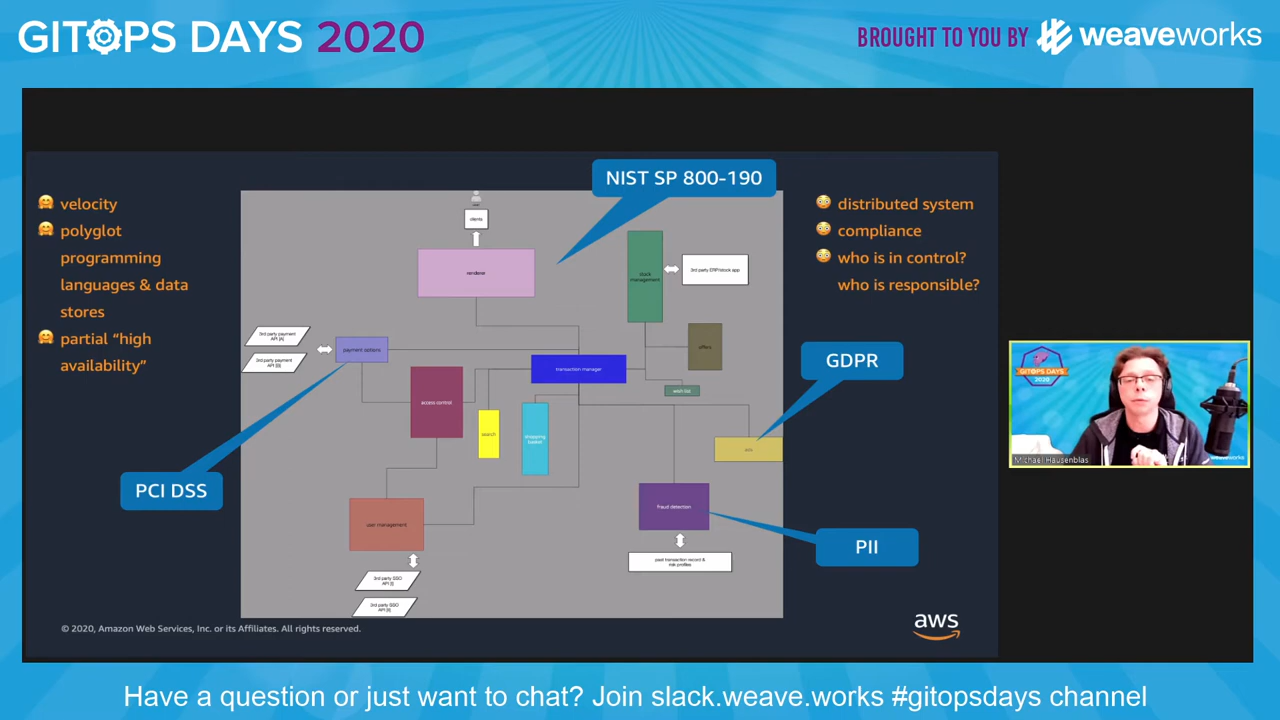 GITOPS DAYS 2020
BROUGHT TO YOU BY weaveworks
velocity
polyglot
programming
languages & data
stores
partial “high
availability”
NIST SP 800-190
clients
renderer
stock
management
3rd party ERP/stock app
offers
3rd party payment
API [A]
3rd party payment
API [B]
payment options
transaction manager
wish list
access control
search
shopping
basket
ads
user management
fraud detection
past transaction record &
risk profiles
3rd party SSO
API [I]
3rd party SSO
API [II]
PCI DSS
GDPR
PII
distributed system
compliance
who is in control?
who is responsible?
GITOPS DAYS
2020
Michael Hausenblas
weaveworks
© 2020, Amazon Web Services, Inc. or its Affiliates. All rights reserved.
aws
Have a question or just want to chat? Join slack.weave.works #gitopsdays channel